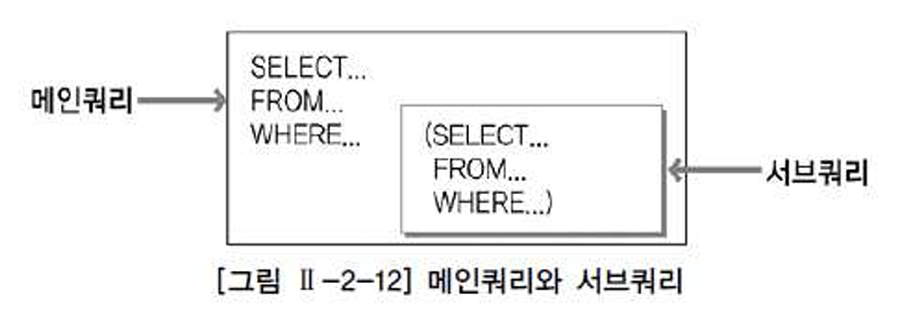 메인쿼리
SELECT...
FROM...
WHERE...
(SELECT...
FROM...
WHERE...)
서브쿼리
[그림 Ⅱ-2-12] 메인쿼리와 서브쿼리